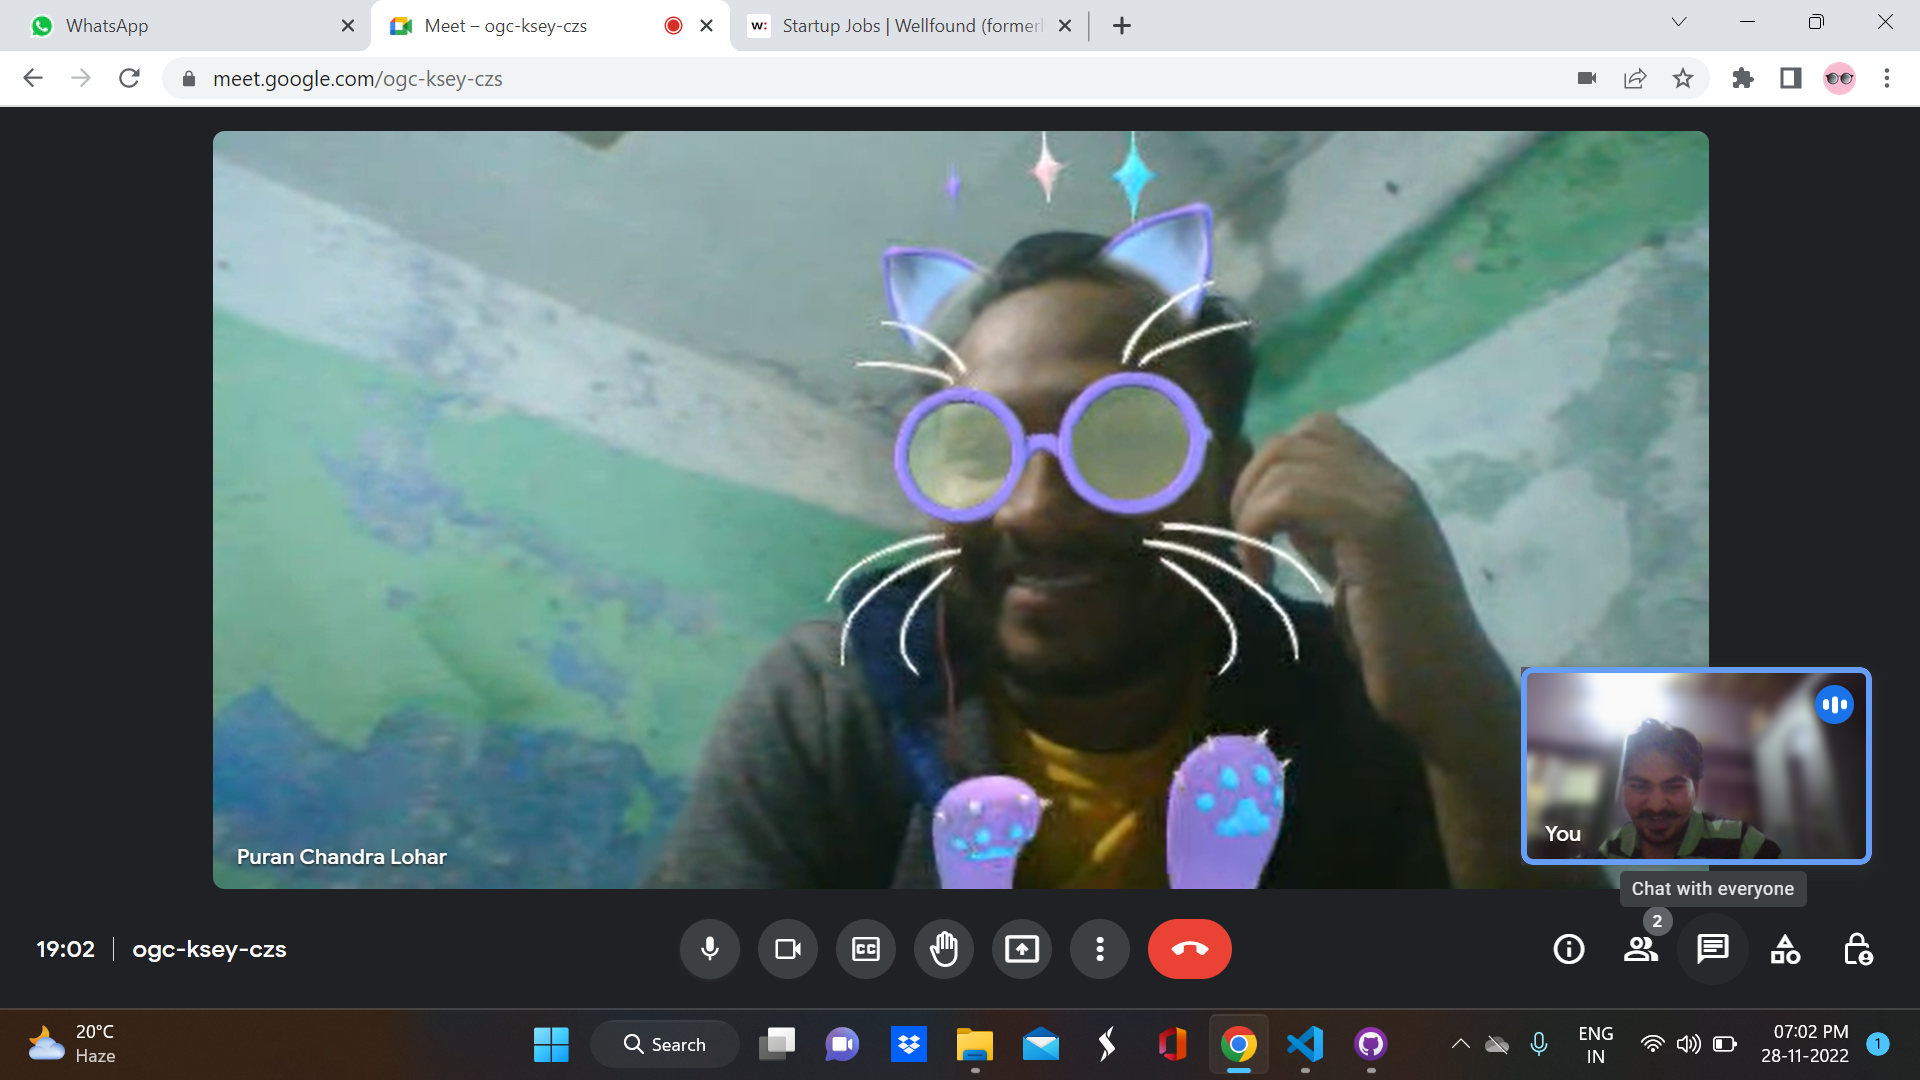 WhatsApp
Meet – ogc-ksey-czs
w:
Startup Jobs | Wellfound (former
meet.google.com/ogc-ksey-czs
Puran Chandra Lohar
You
Chat with everyone
2
19:02
ogc-ksey-czs
CC
20°C
Haze
Search
ENG
IN
07:02 PM
28-11-2022
1